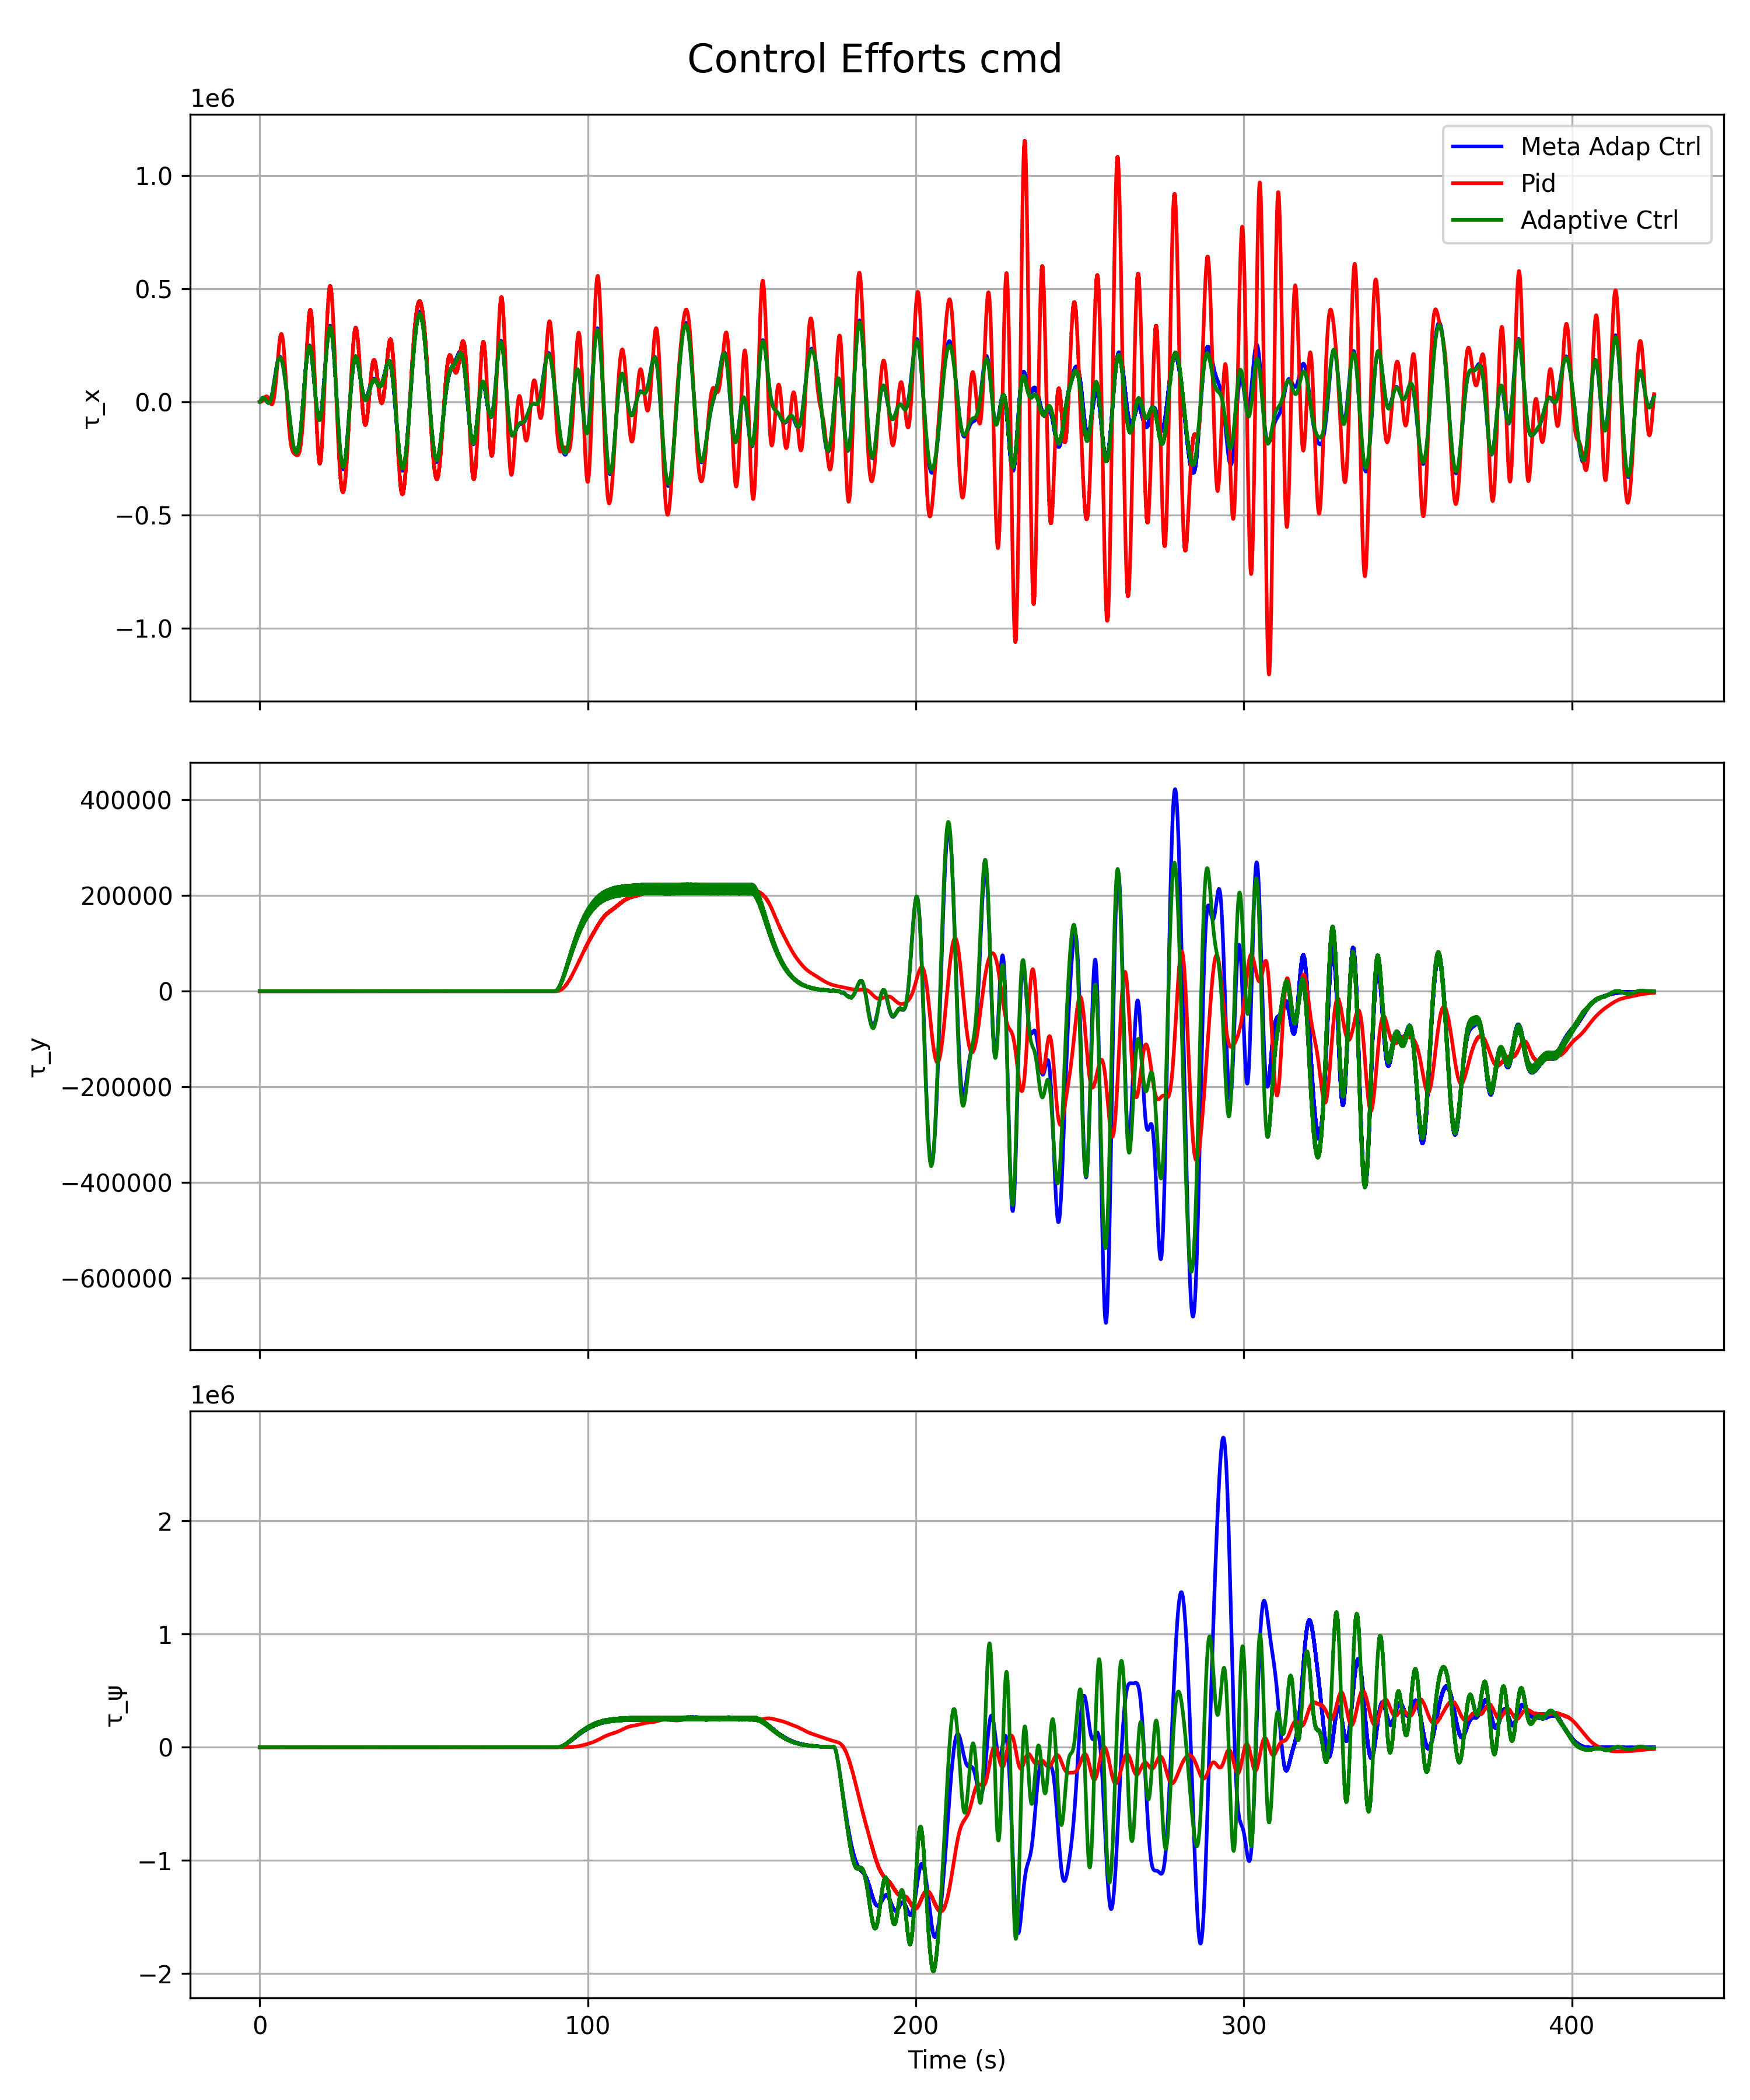 Control Efforts cmd
1e6
1.0
0.5
0.0
−0.5
−1.0
τ_x
Meta Adap Ctrl
Pid
Adaptive Ctrl
400000
200000
0
−200000
−400000
−600000
τ_y
1e6
2
1
0
−1
−2
τ_ψ
0 100 200 300 400
Time (s)